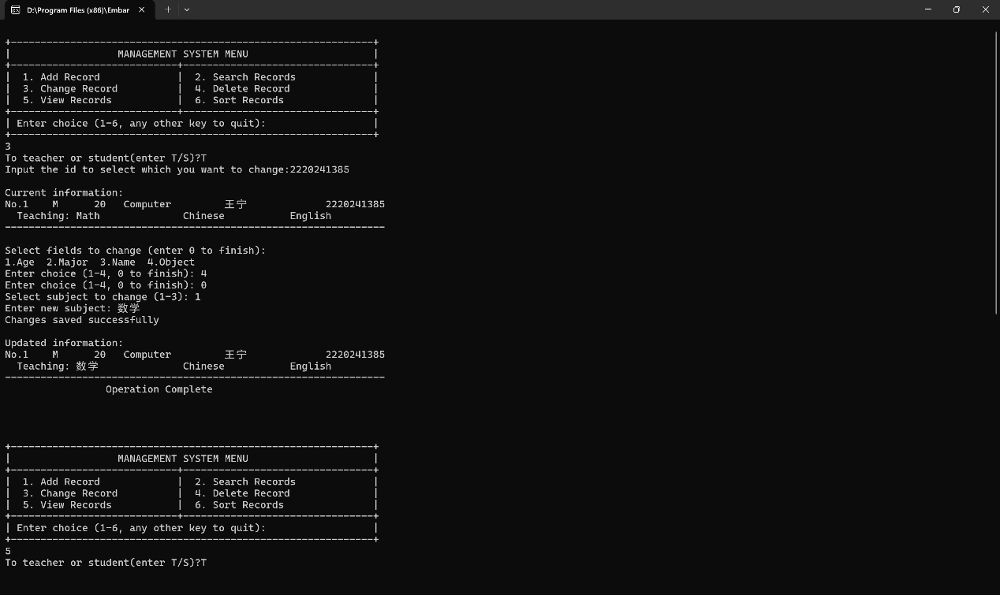 D:\Program Files (x86)\Embar
+-------------------------------------------------------------+
|                  MANAGEMENT SYSTEM MENU                     |
+----------------------------+--------------------------------+
|  1. Add Record             |  2. Search Records             |
|  3. Change Record          |  4. Delete Record              |
|  5. View Records           |  6. Sort Records               |
+----------------------------+--------------------------------+
| Enter choice (1-6, any other key to quit):                  |
+-------------------------------------------------------------+
3
To teacher or student(enter T/S)?T
Input the id to select which you want to change:2220241385
Current information:
No.1    M      20   Computer         王宁             2220241385
  Teaching: Math              Chinese           English
----------------------------------------------------------------
Select fields to change (enter 0 to finish):
1.Age  2.Major  3.Name  4.Object
Enter choice (1-4, 0 to finish): 4
Enter choice (1-4, 0 to finish): 0
Select subject to change (1-3): 1
Enter new subject: 数学
Changes saved successfully
Updated information:
No.1    M      20   Computer         王宁             2220241385
  Teaching: 数学              Chinese           English
----------------------------------------------------------------
                 Operation Complete
+-------------------------------------------------------------+
|                  MANAGEMENT SYSTEM MENU                     |
+----------------------------+--------------------------------+
|  1. Add Record             |  2. Search Records             |
|  3. Change Record          |  4. Delete Record              |
|  5. View Records           |  6. Sort Records               |
+----------------------------+--------------------------------+
| Enter choice (1-6, any other key to quit):                  |
+-------------------------------------------------------------+
5
To teacher or student(enter T/S)?T